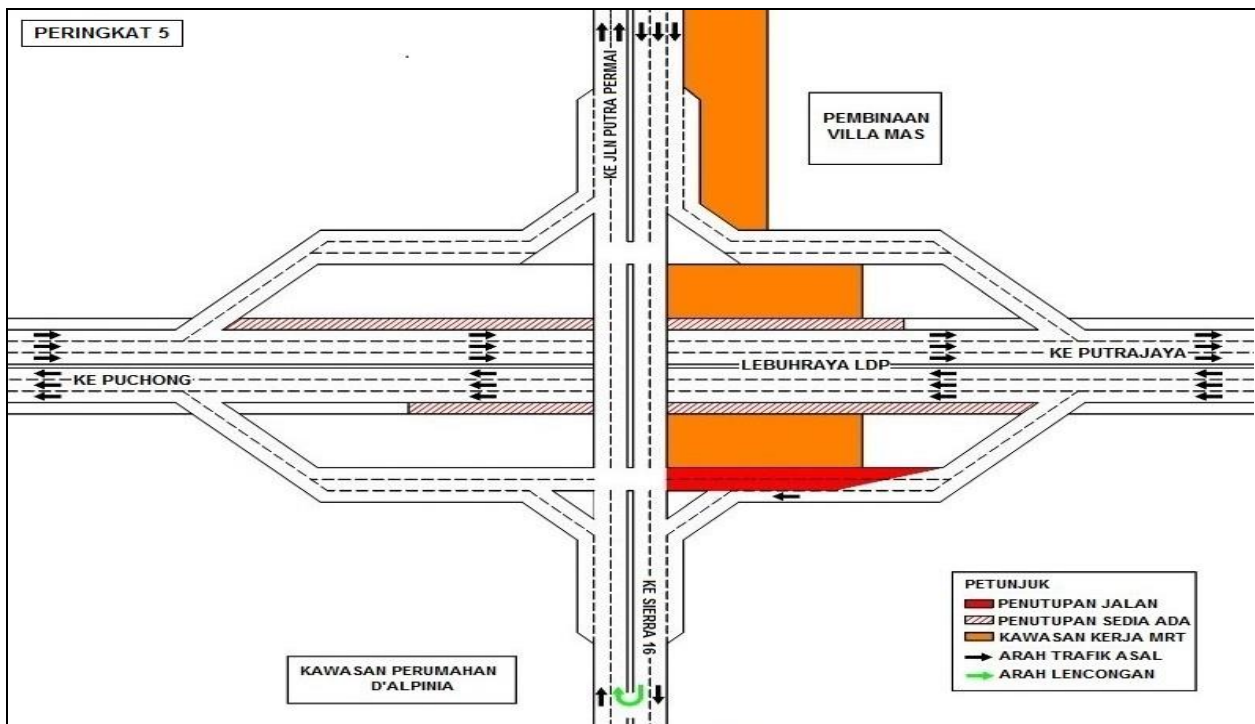 PERINGKAT 5
KE JLN PUTRA PERMAI
PEMBINAAN
VILLA MAS
KE PUTRAJAYA
LEBUHRAYA LDP
KE PUCHONG
KE SIERRA 16
KAWASAN PERUMAHAN
D'ALPINIA
PETUNJUK
PENUTUPAN JALAN
PENUTUPAN SEDIA ADA
KAWASAN KERJA MRT
ARAH TRAFIK ASAL
ARAH LENCONGAN